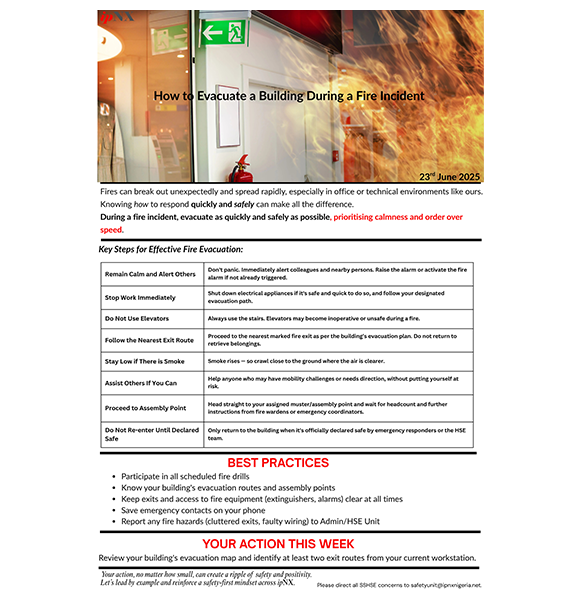 ipNX
How to Evacuate a Building During a Fire Incident
23rd June 2025
Fires can break out unexpectedly and spread rapidly, especially in office or technical environments like ours.
Knowing how to respond quickly and safely can make all the difference.
During a fire incident, evacuate as quickly and safely as possible, prioritising calmness and order over
speed.
Key Steps for Effective Fire Evacuation:
Remain Calm and Alert Others
Don't panic. Immediately alert colleagues and nearby persons. Raise the alarm or activate the fire
alarm if not already triggered.
Stop Work Immediately
Shut down electrical appliances if it's safe and quick to do so, and follow your designated
evacuation path.
Do Not Use Elevators
Always use the stairs. Elevators may become inoperative or unsafe during a fire.
Follow the Nearest Exit Route
Proceed to the nearest marked fire exit as per the building's evacuation plan. Do not return to
retrieve belongings.
Stay Low if There is Smoke
Smoke rises — so crawl close to the ground where the air is clearer.
Assist Others If You Can
Help anyone who may have mobility challenges or needs direction, without putting yourself at
risk.
Proceed to Assembly Point
Head straight to your assigned muster/assembly point and wait for headcount and further
instructions from fire wardens or emergency coordinators.
Do Not Re-enter Until Declared
Safe
Only return to the building when it's officially declared safe by emergency responders or the HSE
team.
BEST PRACTICES
• Participate in all scheduled fire drills
• Know your building's evacuation routes and assembly points
• Keep exits and access to fire equipment (extinguishers, alarms) clear at all times
• Save emergency contacts on your phone
• Report any fire hazards (cluttered exits, faulty wiring) to Admin/HSE Unit
YOUR ACTION THIS WEEK
Review your building's evacuation map and identify at least two exit routes from your current workstation.
Your action, no matter how small, can create a ripple of safety and positivity.
Let's lead by example and reinforce a safety-first mindset across ipNX.
Please direct all SSHSE concerns to safetyunit@ipnxnigeria.net.